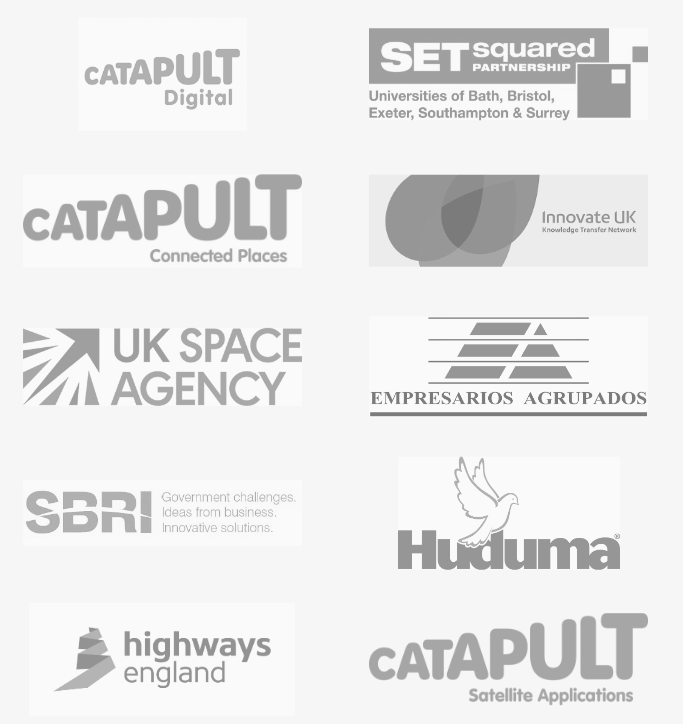 CATAPULT
Digital
SETsquared
PARTNERSHIP
Universities of Bath, Bristol,
Exeter, Southampton & Surrey
CATAPULT
Connected Places
Innovate UK
Knowledge Transfer Network
UK SPACE
AGENCY
EMPRESARIOS AGRUPADOS
SBRI
Government challenges.
Ideas from business.
Innovative solutions.
Huduma®
highways
england
CATAPULT
Satellite Applications